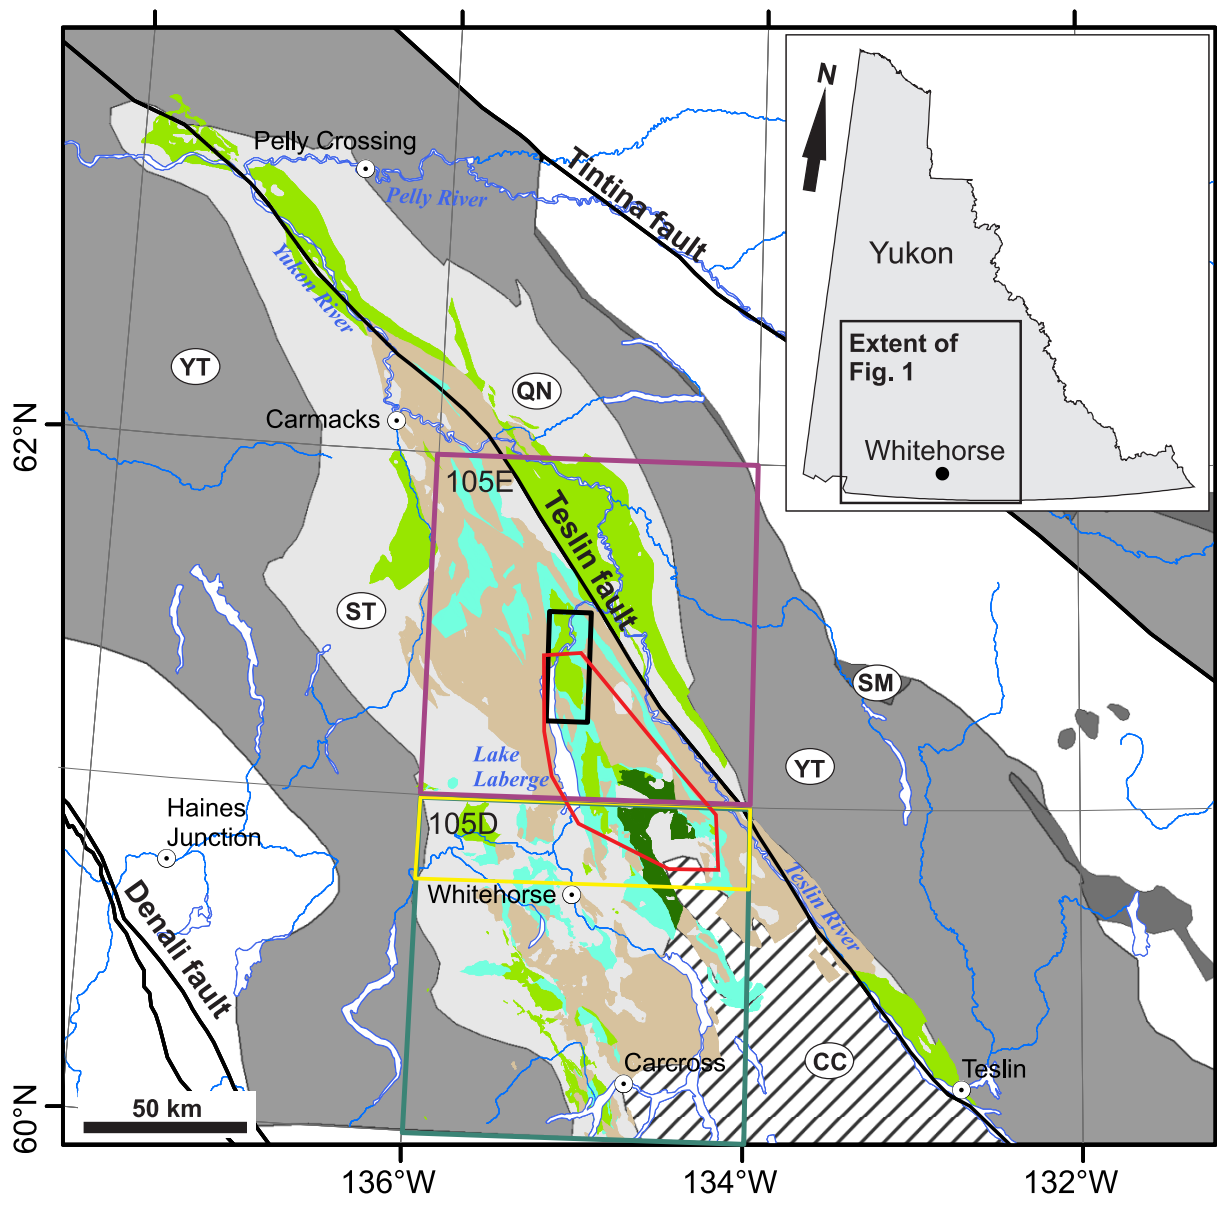 Pelly Crossing
Pelly River
Tintina fault
N
Yukon
Extent of
Fig. 1
Whitehorse
Yukon River
YT
QN
Carmacks
62°N
105E
Teslin fault
ST
SM
Lake
Laberge
YT
Haines
Junction
105D
Whitehorse
Teslin River
Denali fault
CC
Carcross
Teslin
50 km
60°N
136°W
134°W
132°W